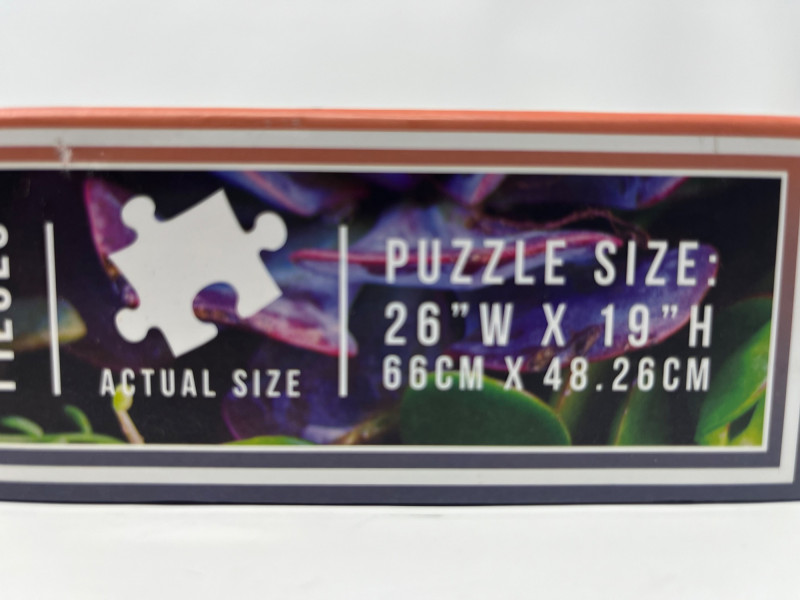 ACTUAL SIZE
PUZZLE SIZE:
26”W X 19”H
66CM X 48.26CM